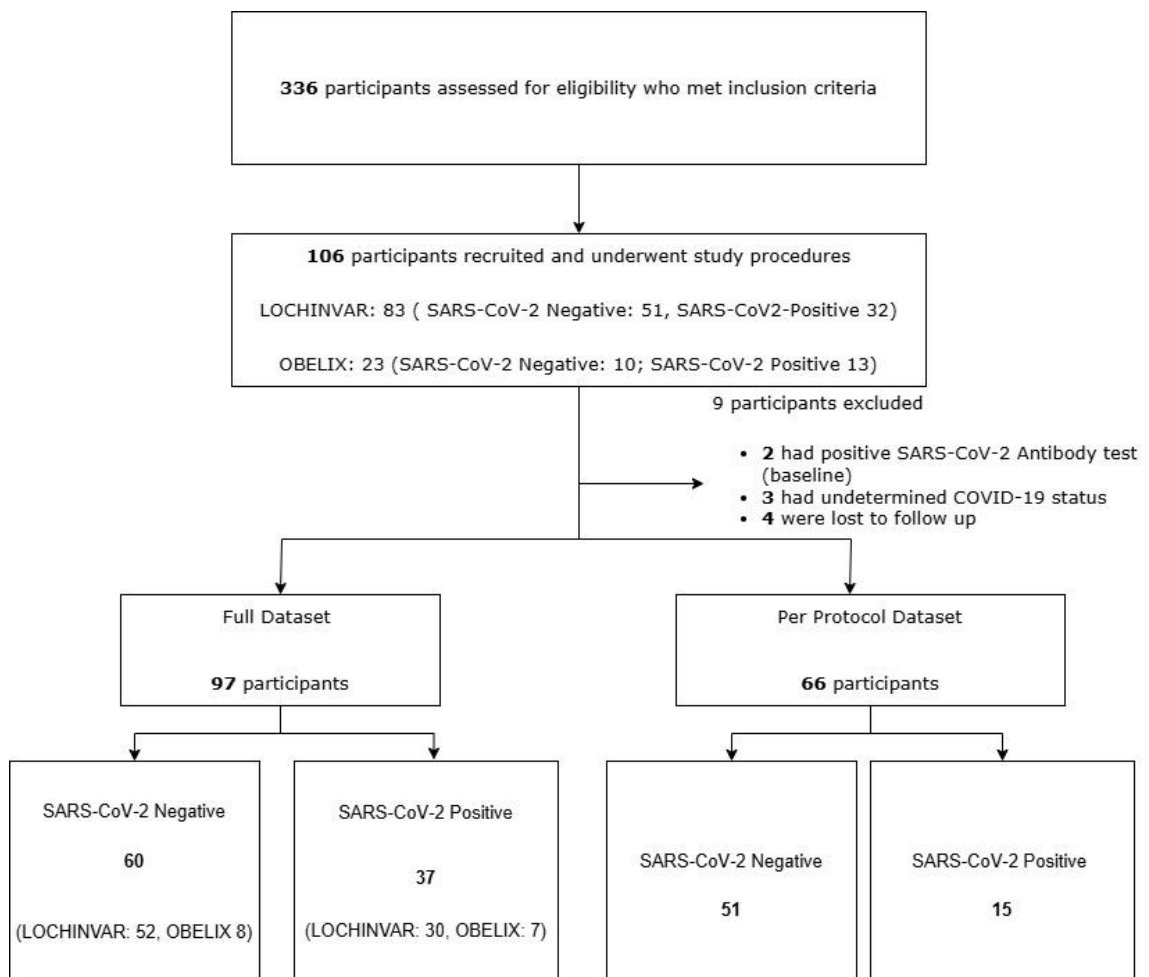 336 participants assessed for eligibility who met inclusion criteria
106 participants recruited and underwent study procedures
LOCHINVAR: 83 ( SARS-CoV-2 Negative: 51, SARS-CoV2-Positive 32)
OBELIX: 23 (SARS-CoV-2 Negative: 10; SARS-CoV-2 Positive 13)
9 participants excluded
• 2 had positive SARS-CoV-2 Antibody test
(baseline)
• 3 had undetermined COVID-19 status
• 4 were lost to follow up
Full Dataset
97 participants
Per Protocol Dataset
66 participants
SARS-CoV-2 Negative
60
(LOCHINVAR: 52, OBELIX 8)
SARS-CoV-2 Positive
37
(LOCHINVAR: 30, OBELIX: 7)
SARS-CoV-2 Negative
51
SARS-CoV-2 Positive
15